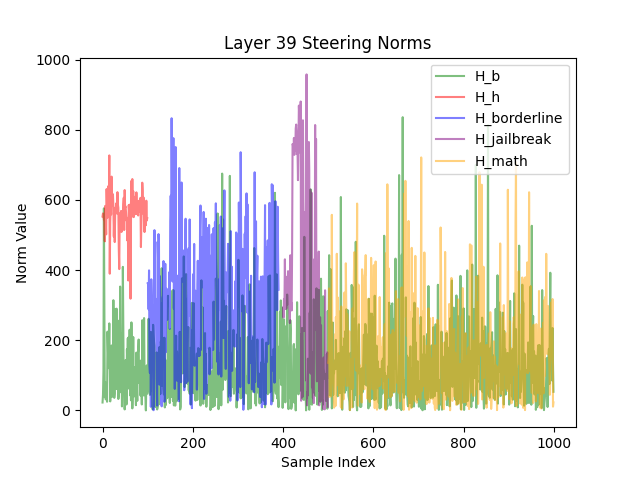 Layer 39 Steering Norms
Norm Value
1000
800
600
400
200
0
H_b
H_h
H_borderline
H_jailbreak
H_math
0
200
400
600
800
1000
Sample Index